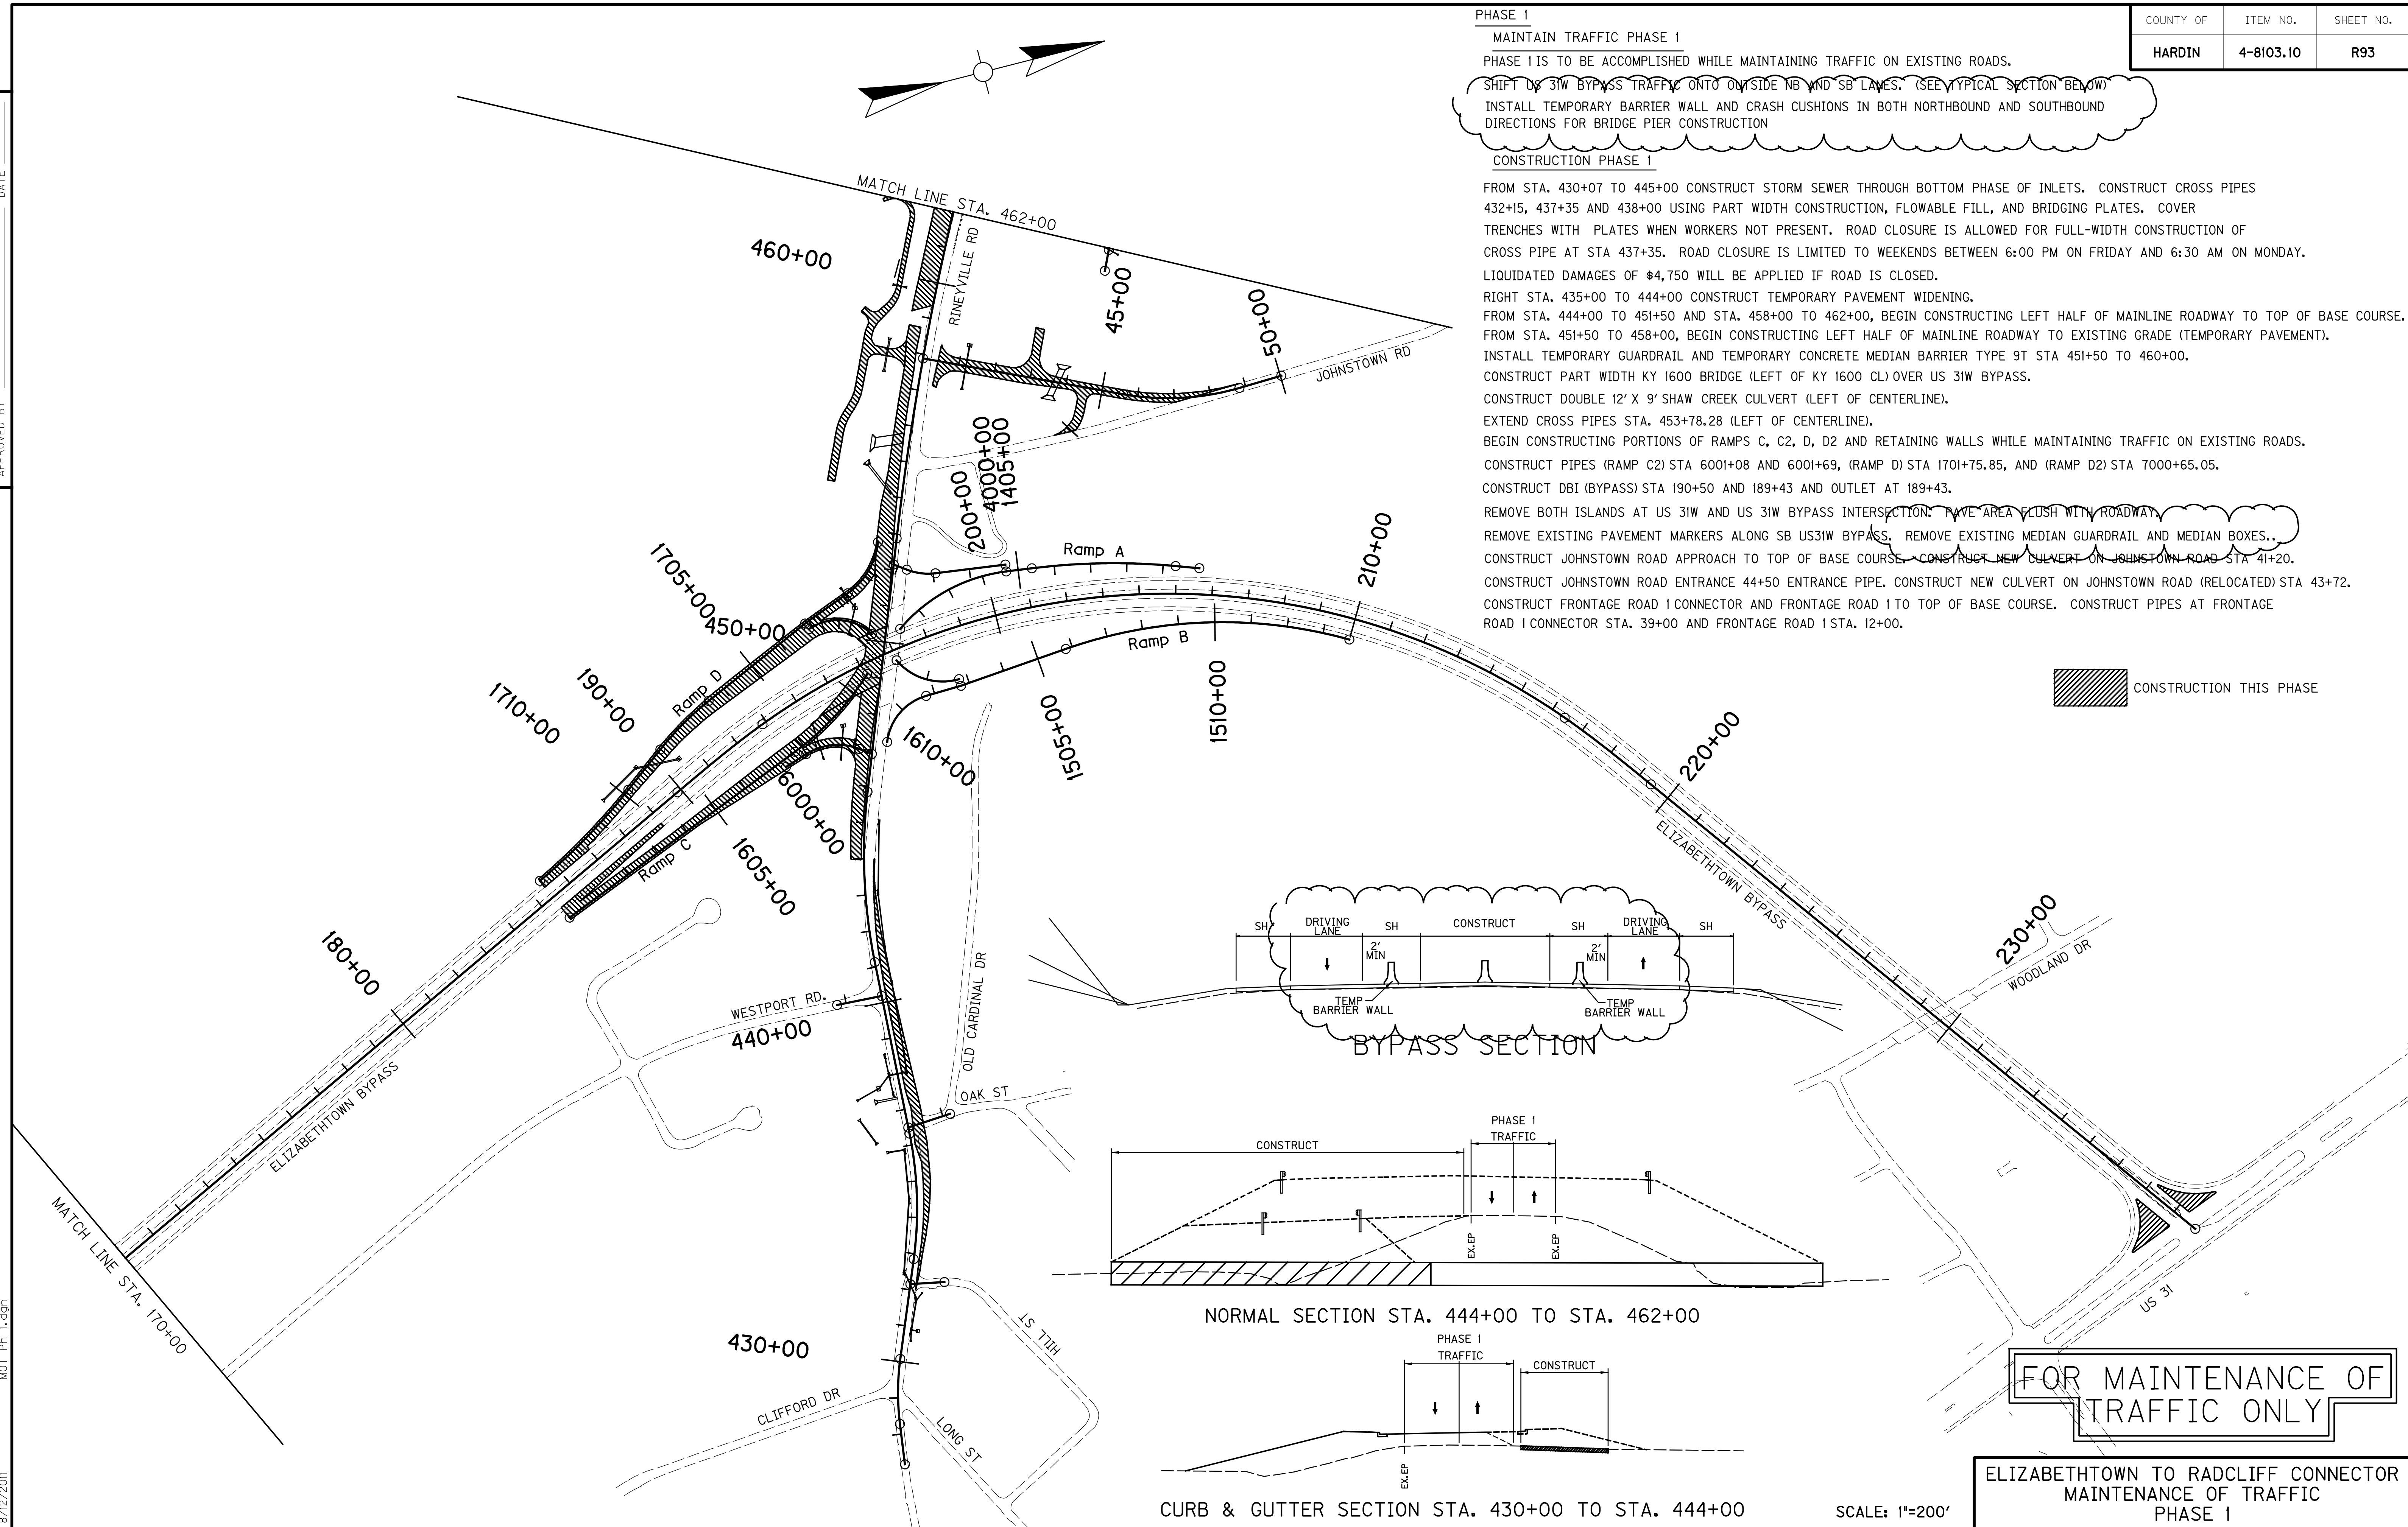 COUNTY OF
ITEM NO.
SHEET NO.
HARDIN
4-8103.10
R93
PHASE 1
MAINTAIN TRAFFIC PHASE 1
PHASE 1 IS TO BE ACCOMPLISHED WHILE MAINTAINING TRAFFIC ON EXISTING ROADS.
SHIFT US 31W BYPASS TRAFFIC ONTO OUTSIDE NB AND SB LANES. (SEE TYPICAL SECTION BELOW)
INSTALL TEMPORARY BARRIER WALL AND CRASH CUSHIONS IN BOTH NORTHBOUND AND SOUTHBOUND
DIRECTIONS FOR BRIDGE PIER CONSTRUCTION
CONSTRUCTION PHASE 1
FROM STA. 430+07 TO 445+00 CONSTRUCT STORM SEWER THROUGH BOTTOM PHASE OF INLETS. CONSTRUCT CROSS PIPES
432+15, 437+35 AND 438+00 USING PART WIDTH CONSTRUCTION, FLOWABLE FILL, AND BRIDGING PLATES. COVER
TRENCHES WITH PLATES WHEN WORKERS NOT PRESENT. ROAD CLOSURE IS ALLOWED FOR FULL-WIDTH CONSTRUCTION OF
CROSS PIPE AT STA 437+35. ROAD CLOSURE IS LIMITED TO WEEKENDS BETWEEN 6:00 PM ON FRIDAY AND 6:30 AM ON MONDAY.
LIQUIDATED DAMAGES OF $4,750 WILL BE APPLIED IF ROAD IS CLOSED.
RIGHT STA. 435+00 TO 444+00 CONSTRUCT TEMPORARY PAVEMENT WIDENING.
FROM STA. 444+00 TO 451+50 AND STA. 458+00 TO 462+00, BEGIN CONSTRUCTING LEFT HALF OF MAINLINE ROADWAY TO TOP OF BASE COURSE.
FROM STA. 451+50 TO 458+00, BEGIN CONSTRUCTING LEFT HALF OF MAINLINE ROADWAY TO EXISTING GRADE (TEMPORARY PAVEMENT).
INSTALL TEMPORARY GUARDRAIL AND TEMPORARY CONCRETE MEDIAN BARRIER TYPE 9T STA 451+50 TO 460+00.
CONSTRUCT PART WIDTH KY 1600 BRIDGE (LEFT OF KY 1600 CL) OVER US 31W BYPASS.
CONSTRUCT DOUBLE 12' X 9' SHAW CREEK CULVERT (LEFT OF CENTERLINE).
EXTEND CROSS PIPES STA. 453+78.28 (LEFT OF CENTERLINE).
BEGIN CONSTRUCTING PORTIONS OF RAMPS C, C2, D, D2 AND RETAINING WALLS WHILE MAINTAINING TRAFFIC ON EXISTING ROADS.
CONSTRUCT PIPES (RAMP C2) STA 6001+08 AND 6001+69, (RAMP D) STA 1701+75.85, AND (RAMP D2) STA 7000+65.05.
CONSTRUCT DBI (BYPASS) STA 190+50 AND 189+43 AND OUTLET AT 189+43.
REMOVE BOTH ISLANDS AT US 31W AND US 31W BYPASS INTERSECTION. PAVE AREA FLUSH WITH ROADWAY.
REMOVE EXISTING PAVEMENT MARKERS ALONG SB US31W BYPASS. REMOVE EXISTING MEDIAN GUARDRAIL AND MEDIAN BOXES..
CONSTRUCT JOHNSTOWN ROAD APPROACH TO TOP OF BASE COURSE. CONSTRUCT NEW CULVERT ON JOHNSTOWN ROAD STA 41+20.
CONSTRUCT JOHNSTOWN ROAD ENTRANCE 44+50 ENTRANCE PIPE. CONSTRUCT NEW CULVERT ON JOHNSTOWN ROAD (RELOCATED) STA 43+72.
CONSTRUCT FRONTAGE ROAD 1 CONNECTOR AND FRONTAGE ROAD 1 TO TOP OF BASE COURSE. CONSTRUCT PIPES AT FRONTAGE
ROAD 1 CONNECTOR STA. 39+00 AND FRONTAGE ROAD 1 STA. 12+00.
CONSTRUCTION THIS PHASE
DATE
APPROVED BY
MOT Ph 1.dgn
8/12/2011
MATCH LINE STA. 462+00
460+00
RINEYVILLE RD
45+00
50+00
JOHNSTOWN RD
200+00
4000+00
1405+00
Ramp A
210+00
1705+00
450+00
Ramp B
Ramp D
190+00
1710+00
1610+00
1505+00
1510+00
220+00
6000+00
Ramp C
1605+00
ELIZABETHTOWN BYPASS
180+00
230+00
WOODLAND DR
WESTPORT RD.
440+00
OLD CARDINAL DR
OAK ST
ELIZABETHTOWN BYPASS
MATCH LINE STA. 170+00
HILL ST
430+00
CLIFFORD DR
LONG ST
US 31
SH
DRIVING
LANE
SH
CONSTRUCT
SH
DRIVING
LANE
SH
2'
MIN
2'
MIN
TEMP
BARRIER WALL
TEMP
BARRIER WALL
BYPASS SECTION
PHASE 1
TRAFFIC
CONSTRUCT
EX.EP
EX.EP
NORMAL SECTION STA. 444+00 TO STA. 462+00
PHASE 1
TRAFFIC
CONSTRUCT
EX.EP
CURB & GUTTER SECTION STA. 430+00 TO STA. 444+00
SCALE: 1"=200'
FOR MAINTENANCE OF
TRAFFIC ONLY
ELIZABETHTOWN TO RADCLIFF CONNECTOR
MAINTENANCE OF TRAFFIC
PHASE 1